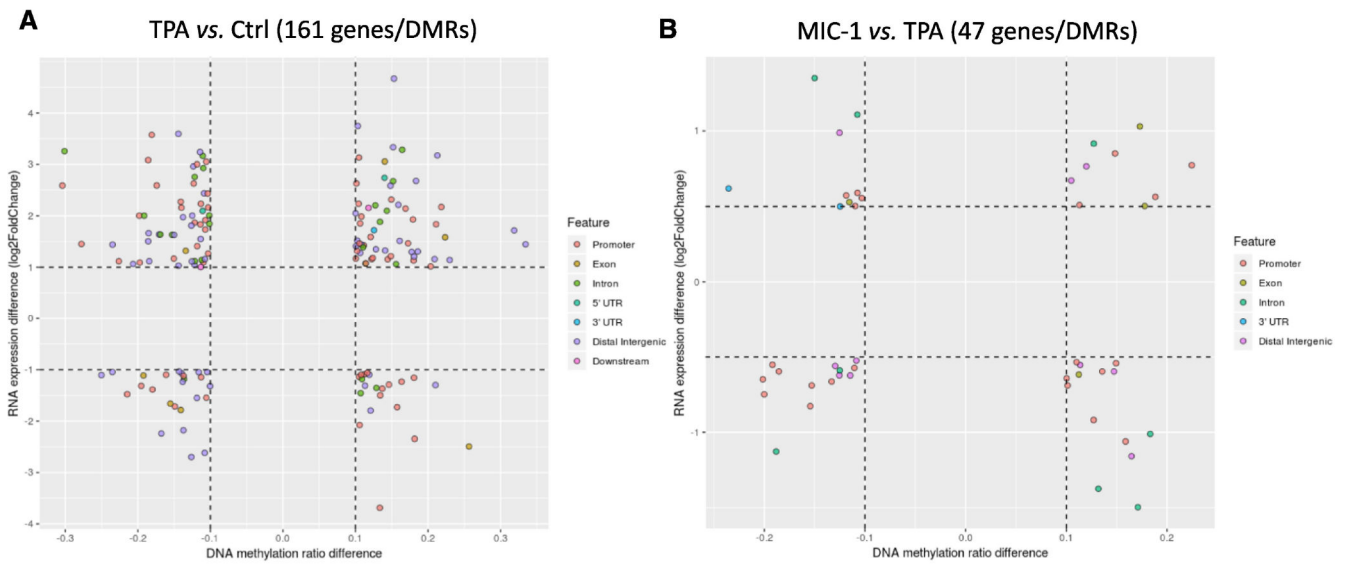 A
TPA vs. Ctrl (161 genes/DMRs)
RNA expression difference (log2FoldChange)
4
3
2
1
0
-1
-2
-3
-4
-0.3
-0.2
-0.1
0.0
0.1
0.2
0.3
DNA methylation ratio difference
Feature
Promoter
Exon
Intron
5' UTR
3' UTR
Distal Intergenic
Downstream
B
MIC-1 vs. TPA (47 genes/DMRs)
RNA expression difference (log2FoldChange)
1
0
-1
-0.2
-0.1
0.0
0.1
0.2
DNA methylation ratio difference
Feature
Promoter
Exon
Intron
3' UTR
Distal Intergenic